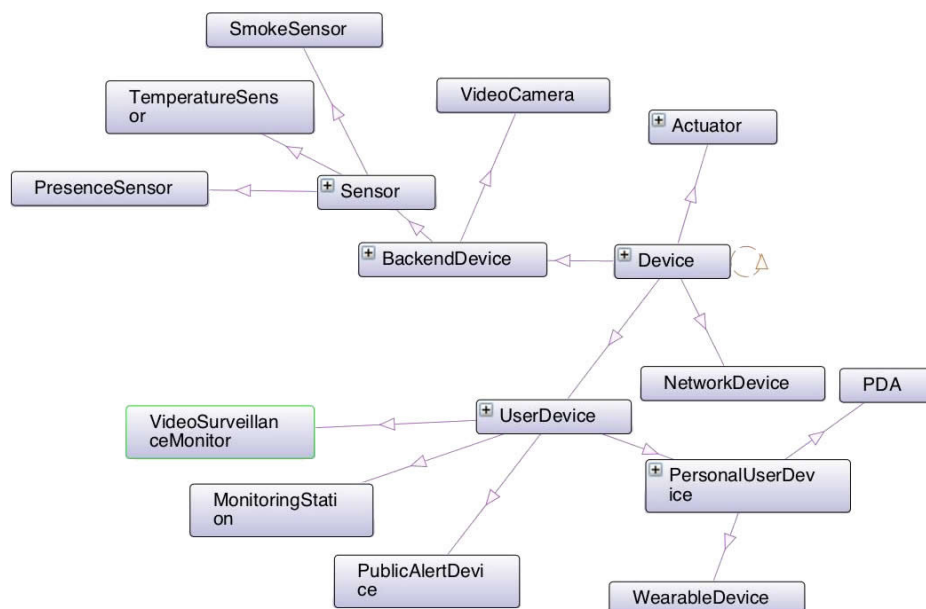 SmokeSensor
TemperatureSens
or
VideoCamera
Actuator
PresenceSensor
Sensor
BackendDevice
Device
NetworkDevice
PDA
VideoSurveillan
ceMonitor
UserDevice
PersonalUserDev
ice
MonitoringStati
on
PublicAlertDevi
ce
WearableDevice